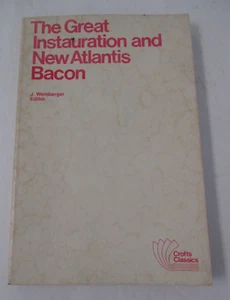 The Great
Instauration and
New Atlantis
Bacon
J. Weinberger
Editor
Crofts
Classics